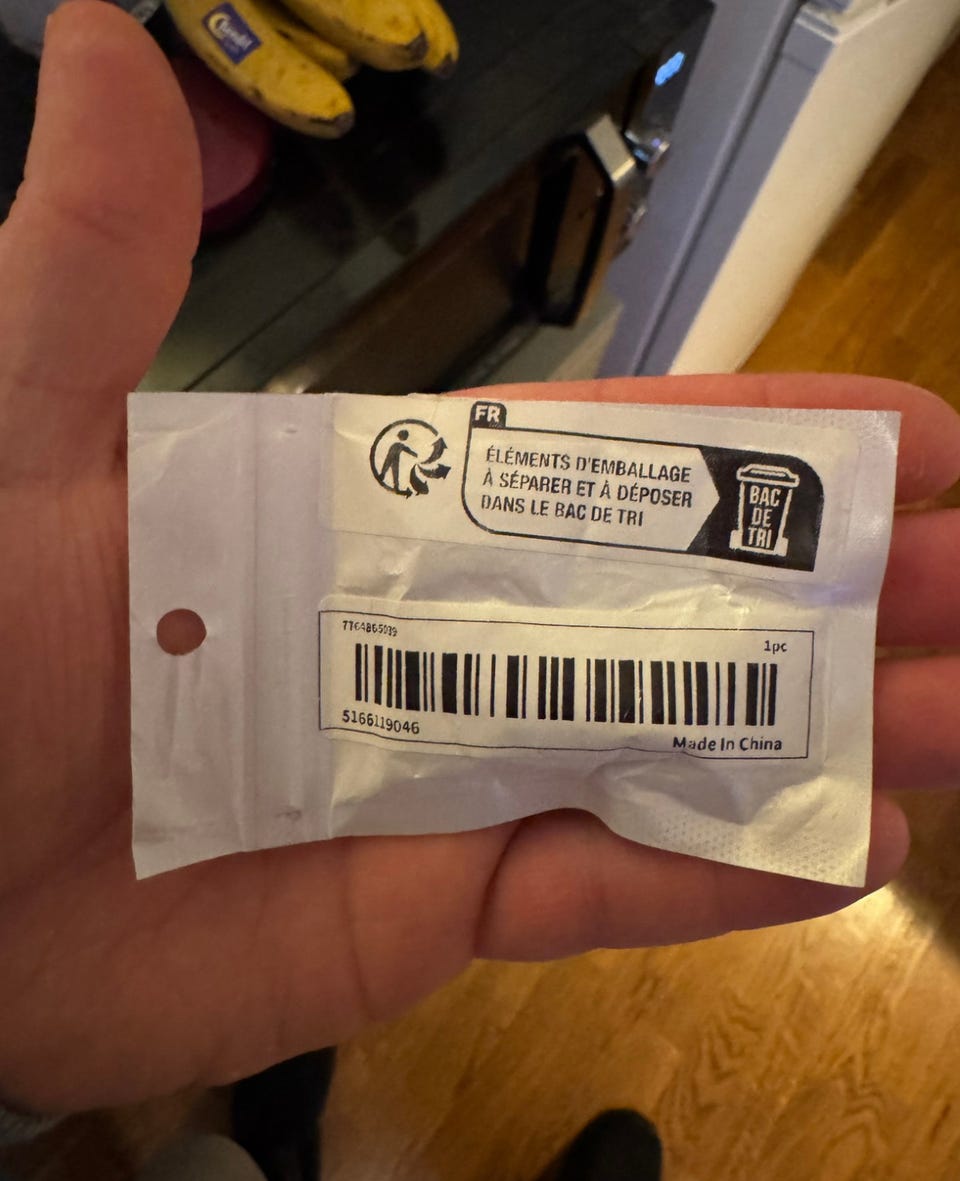 FR
ÉLÉMENTS D'EMBALLAGE
À SÉPARER ET À DÉPOSER
DANS LE BAC DE TRI
BAC
DE
TRI
1pc
5166119046
Made In China